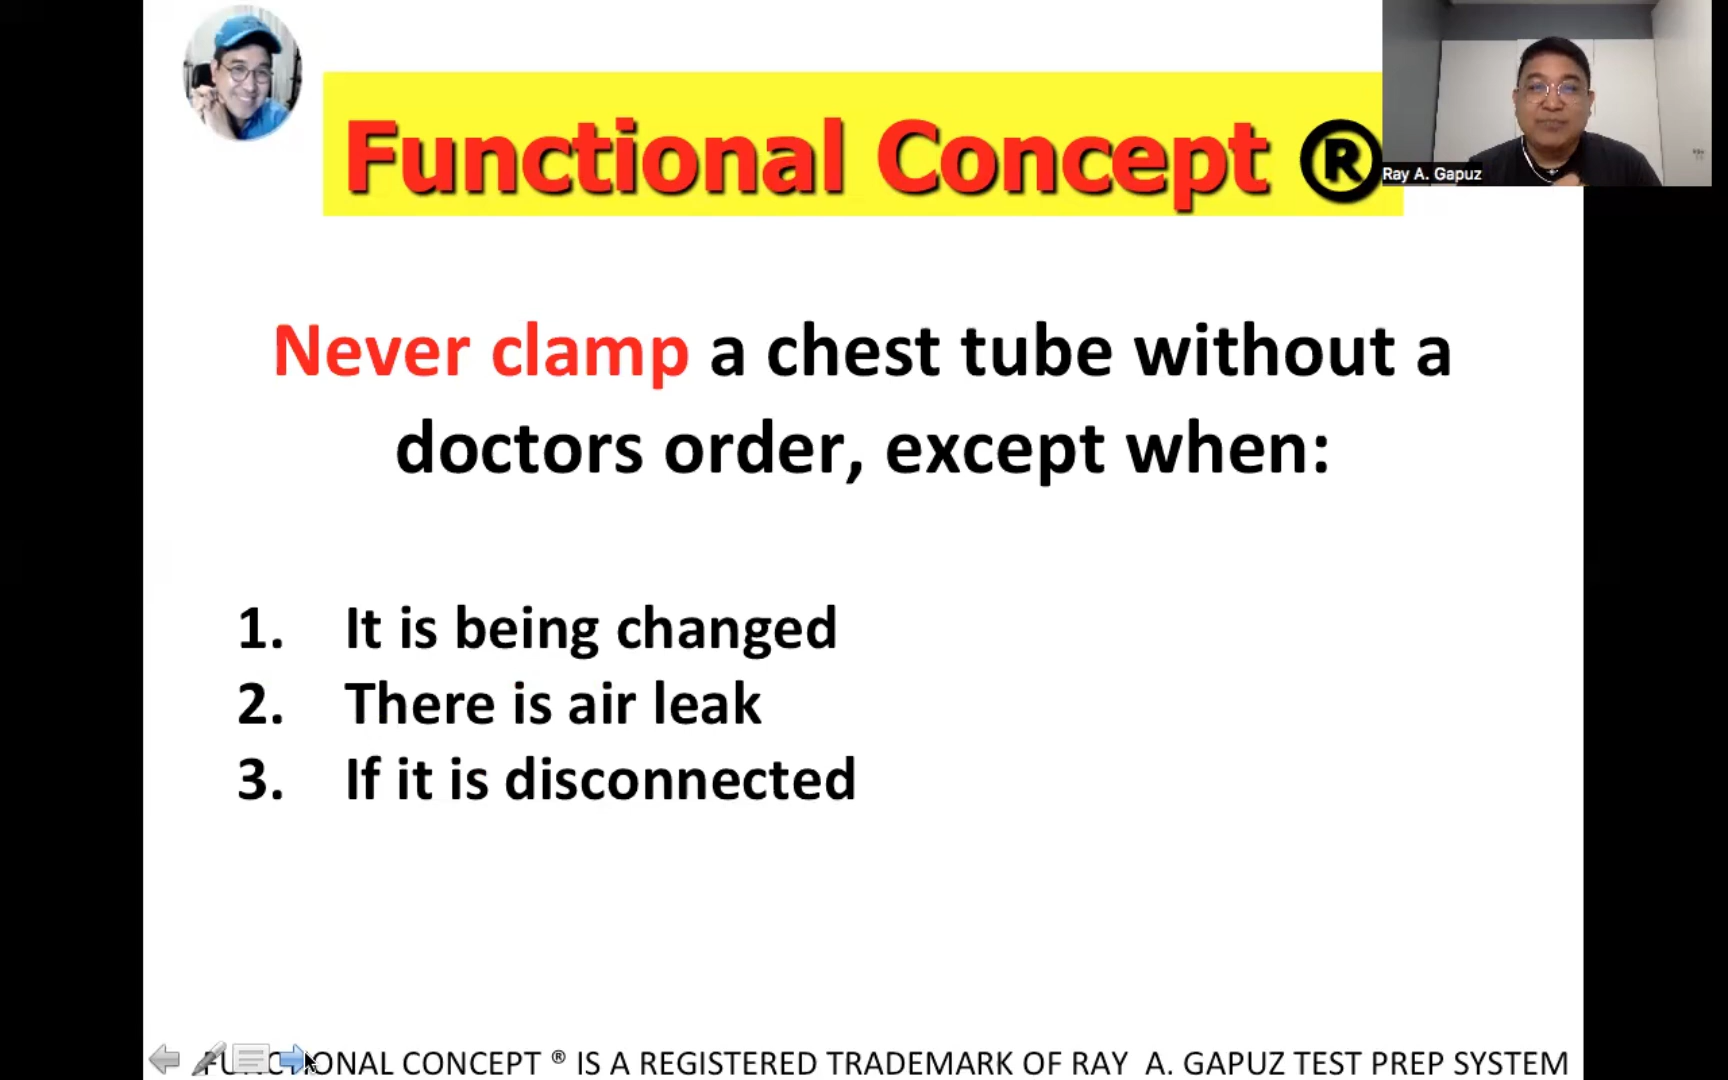 Functional Concept ®
Ray A. Gapuz
Never clamp a chest tube without a
doctors order, except when:
1. It is being changed
2. There is air leak
3. If it is disconnected
FUNCTIONAL CONCEPT ® IS A REGISTERED TRADEMARK OF RAY A. GAPUZ TEST PREP SYSTEM